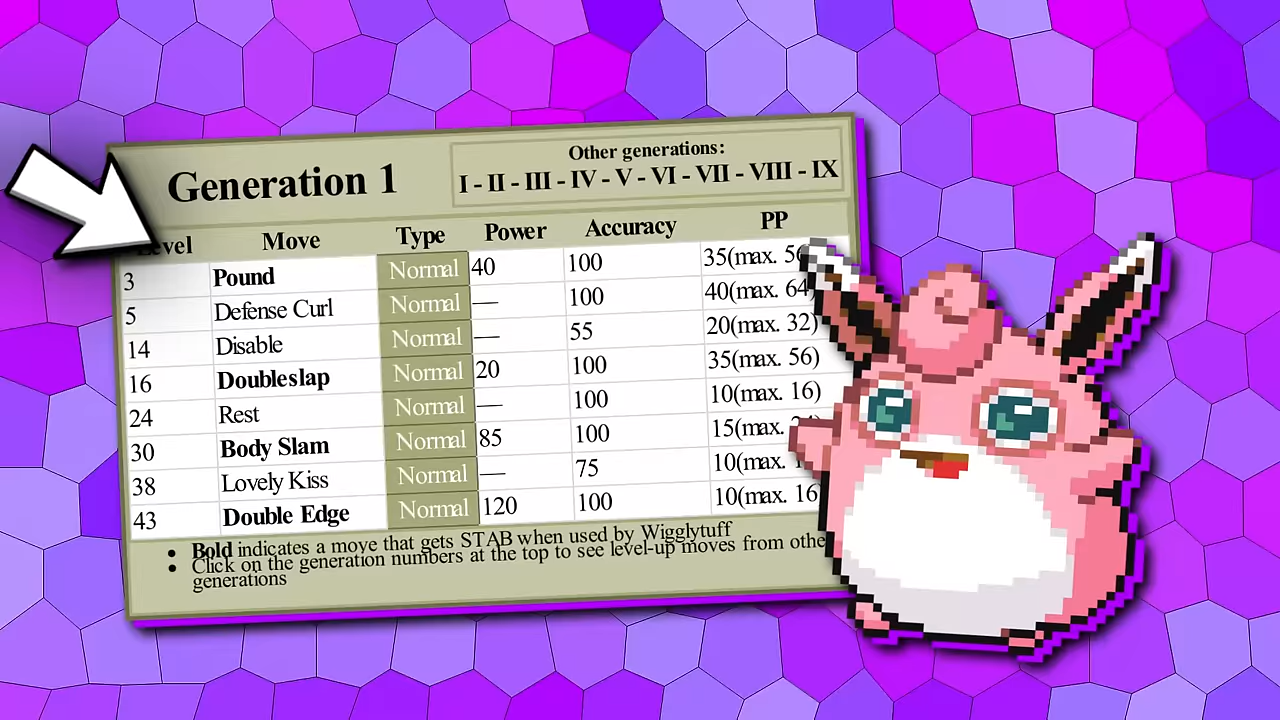 Generation 1
Other generations:
I - II - III - IV - V - VI - VII - VIII - IX
Move Type Power Accuracy PP
3 Pound Normal 40 100 35(max.
5 Defense Curl Normal — 100 40(max. 64)
14 Disable Normal — 55 20(max. 32)
16 Doubleslap Normal 20 100 35(max. 56)
24 Rest Normal — 100 10(max. 16)
30 Body Slam Normal 85 100 15(max.
38 Lovely Kiss Normal — 75 10(max.
43 Double Edge Normal 120 100 10(max. 16)
• Bold indicates a move that gets STAB when used by Wigglytuff
• Click on the generation numbers at the top to see level-up moves from
generations